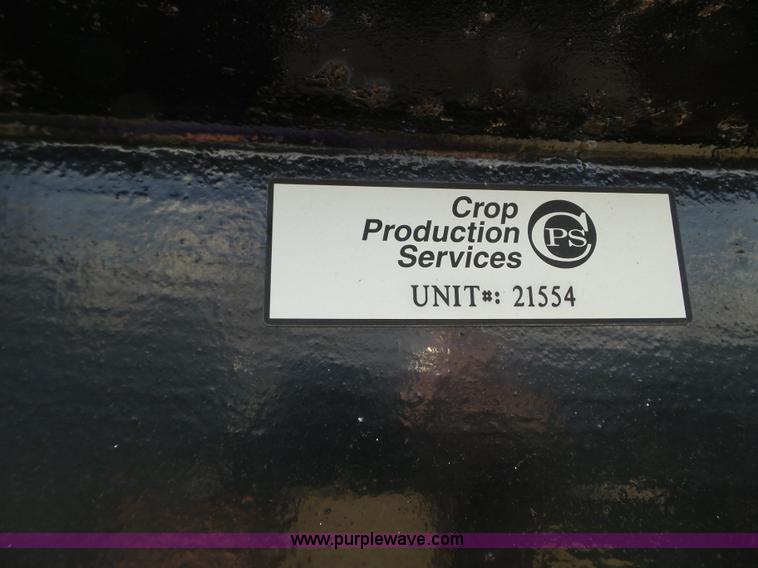 Crop
Production
Services
CPS
UNIT#: 21554
www.purplewave.com